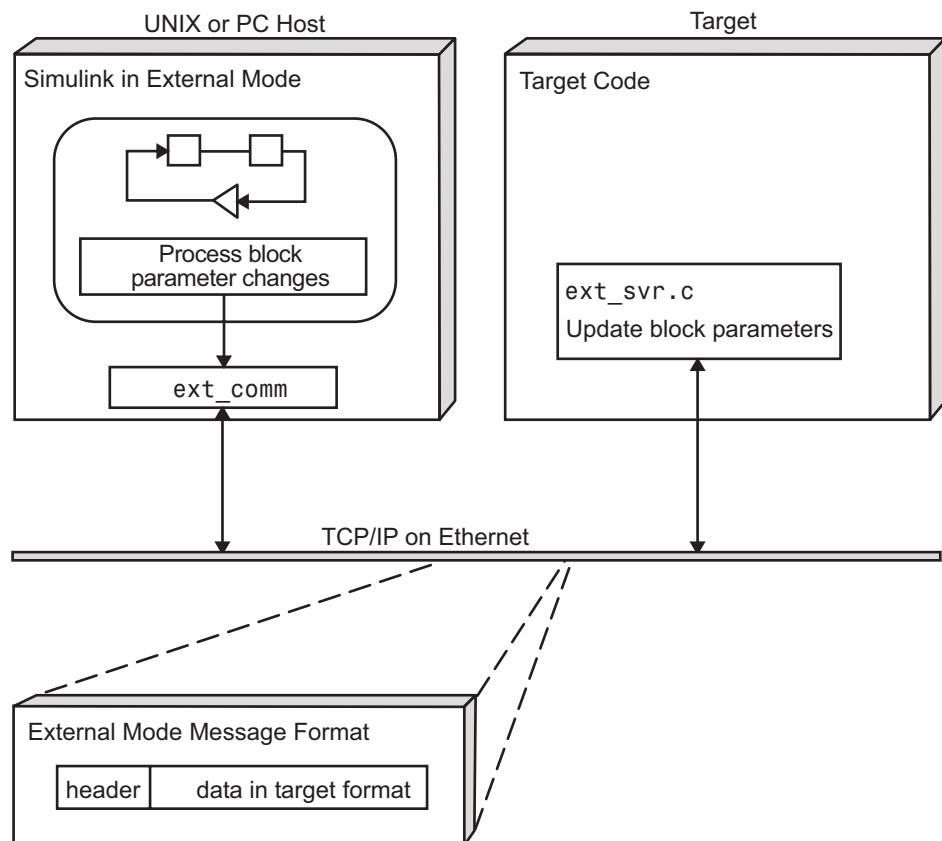 UNIX or PC Host
Target
Simulink in External Mode
Target Code
Process block
parameter changes
ext_svr.c
Update block parameters
ext_comm
TCP/IP on Ethernet
External Mode Message Format
header
data in target format